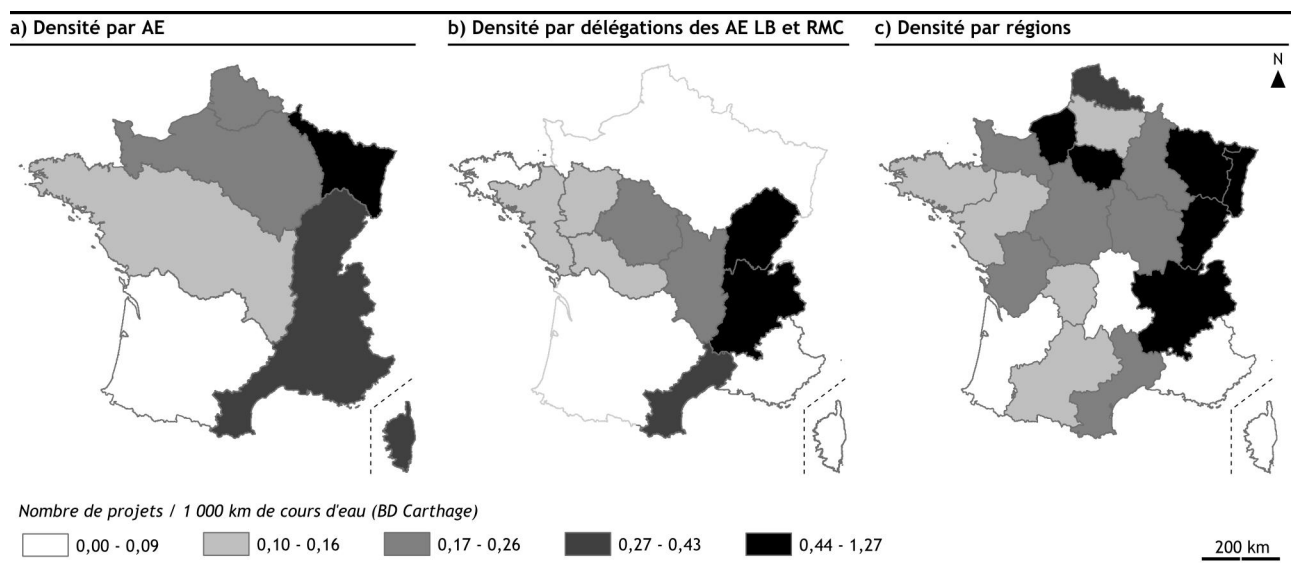 a) Densité par AE
b) Densité par délégations des AE LB et RMC
c) Densité par régions
N
Nombre de projets / 1 000 km de cours d'eau (BD Carthage)
0,00 - 0,09
0,10 - 0,16
0,17 - 0,26
0,27 - 0,43
0,44 - 1,27
200 km